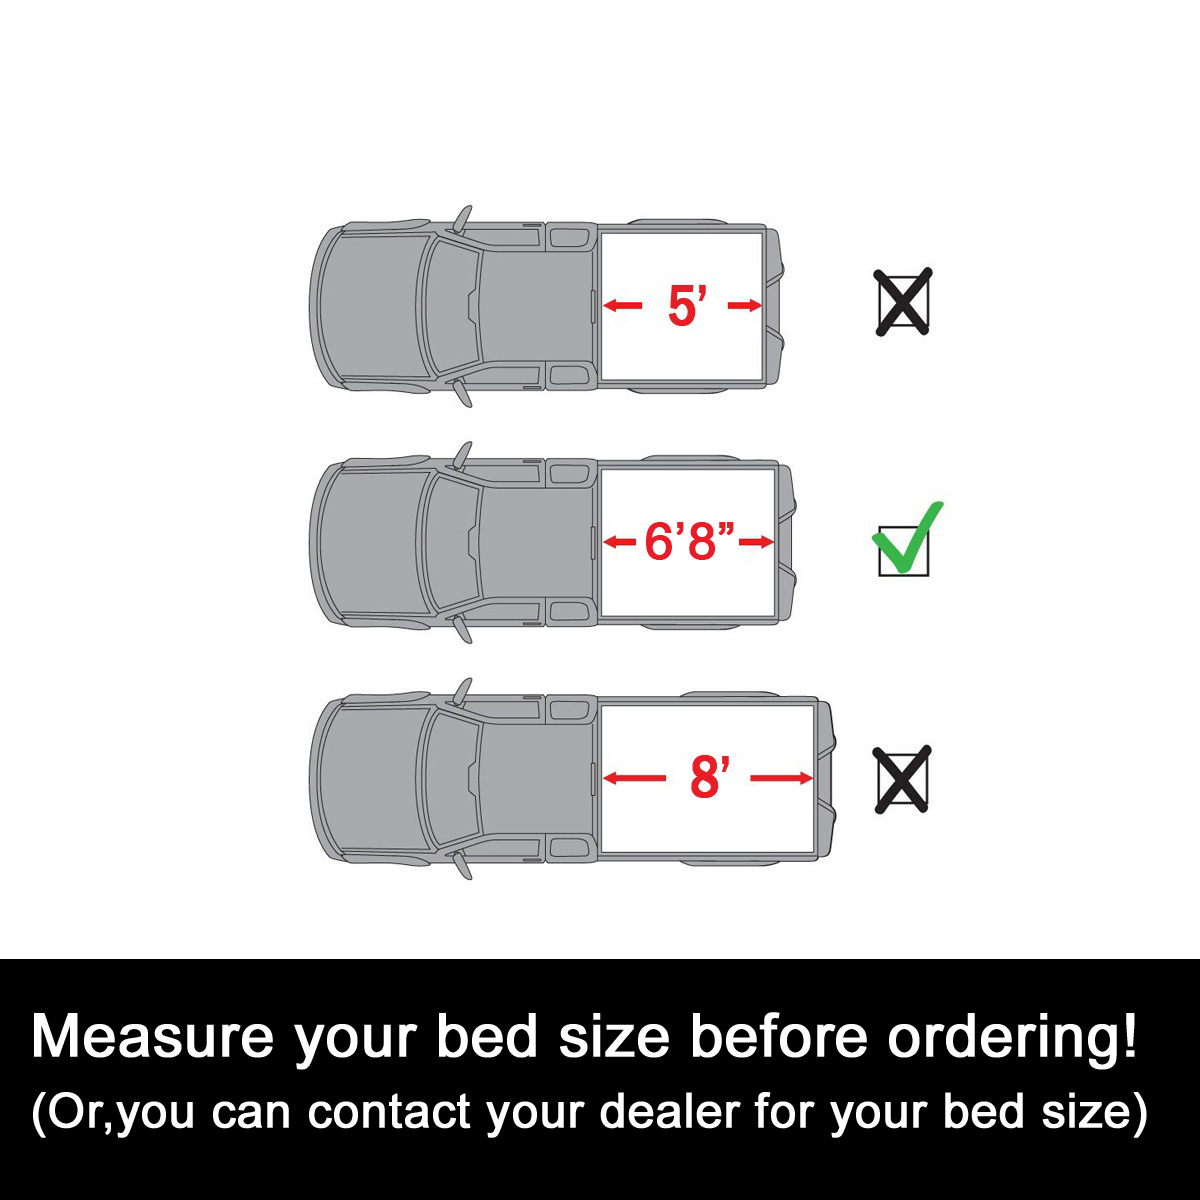 5’
6’8”
8’
Measure your bed size before ordering!
(Or,you can contact your dealer for your bed size)